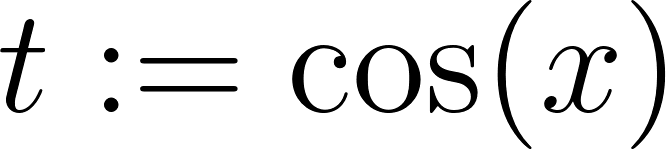 t := cos(x)